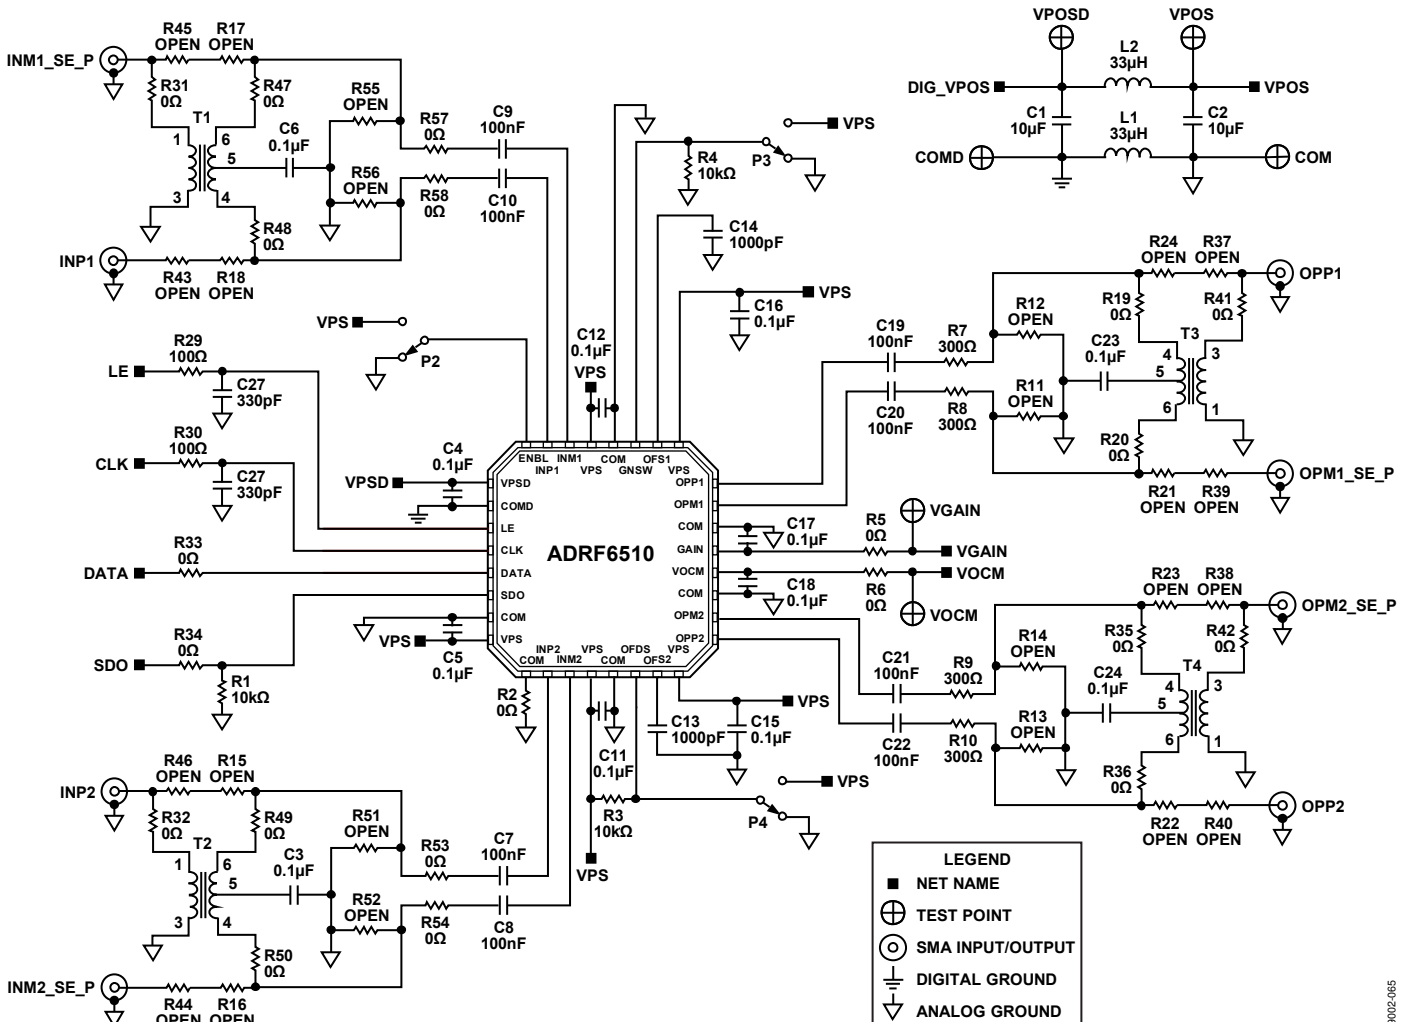 INM1_SE_P
R45
OPEN
R17
OPEN
R31
0Ω
R47
0Ω
T1
1
6
5
3
4
C6
0.1µF
R55
OPEN
R56
OPEN
R57
0Ω
R58
0Ω
C9
100nF
C10
100nF
R48
0Ω
INP1
R43
OPEN
R18
OPEN
R4
10kΩ
P3
VPS
C14
1000pF
VPOSD
VPOS
L2
33µH
DIG_VPOS
VPOS
C1
10µF
L1
33µH
C2
10µF
COMD
COM
VPS
P2
C12
0.1µF
VPS
C16
0.1µF
VPS
LE
R29
100Ω
C27
330pF
CLK
R30
100Ω
C27
330pF
VPSD
C4
0.1µF
DATA
R33
0Ω
SDO
R34
0Ω
R1
10kΩ
VPS
C5
0.1µF
ENBL
INP1
INM1
VPS
COM
GNSW
OFS1
VPS
VPSD
COMD
LE
CLK
DATA
SDO
COM
VPS
ADRF6510
OPP1
OPM1
COM
GAIN
VOCM
COM
OPM2
OPP2
COM
INP2
INM2
VPS
COM
OFDS
OFS2
VPS
C19
100nF
R7
300Ω
C20
100nF
R8
300Ω
R12
OPEN
R11
OPEN
C23
0.1µF
R24
OPEN
R37
OPEN
OPP1
R19
0Ω
R41
0Ω
T3
4
3
5
6
1
R20
0Ω
R21
OPEN
R39
OPEN
OPM1_SE_P
C17
0.1µF
R5
0Ω
VGAIN
VGAIN
C18
0.1µF
R6
0Ω
VOCM
VOCM
C21
100nF
R9
300Ω
C22
100nF
R10
300Ω
R14
OPEN
R13
OPEN
C24
0.1µF
R23
OPEN
R38
OPEN
OPM2_SE_P
R35
0Ω
R42
0Ω
T4
4
3
5
6
1
R36
0Ω
R22
OPEN
R40
OPEN
OPP2
R2
0Ω
C11
0.1µF
C13
1000pF
C15
0.1µF
VPS
R3
10kΩ
VPS
P4
VPS
INP2
R46
OPEN
R15
OPEN
R32
0Ω
R49
0Ω
T2
1
6
5
3
4
C3
0.1µF
R51
OPEN
R52
OPEN
R53
0Ω
R54
0Ω
C7
100nF
C8
100nF
R50
0Ω
INM2_SE_P
R44
OPEN
R16
OPEN
LEGEND
NET NAME
TEST POINT
SMA INPUT/OUTPUT
DIGITAL GROUND
ANALOG GROUND
9002-065